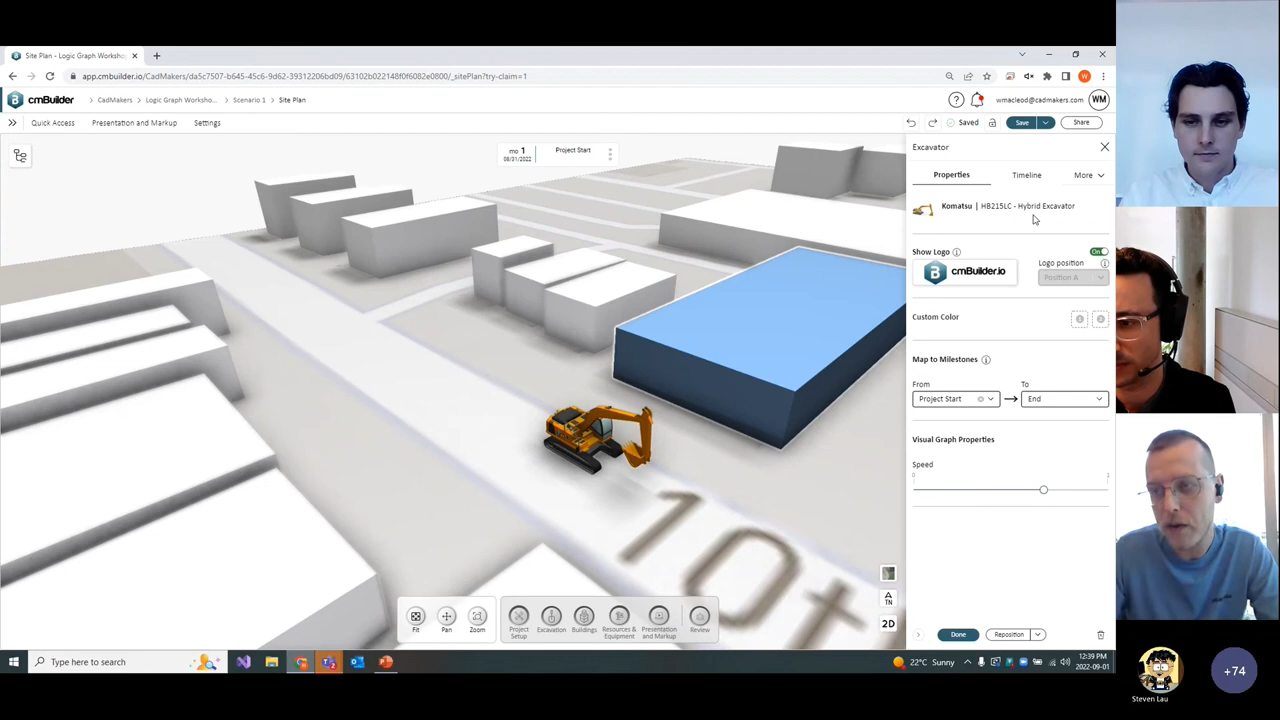 Site Plan - Logic Graph Worksho
app.cmbuilder.io/CadMakers/da5c7507-b645-45c6-9d62-39312206bd09/63102b022148f0f6082e0800/_sitePlan?try-claim=1
W
cmBuilder
CadMakers
Logic Graph Worksho...
Scenario 1
Site Plan
wmacleod@cadmakers.com
WM
Quick Access
Presentation and Markup
Settings
Saved
Save
Share
mo 1
08/31/2022
Project Start
Excavator
Properties
Timeline
More
Komatsu | HB215LC - Hybrid Excavator
Show Logo
On
cmBuilder.io
Logo position
Position A
Custom Color
Map to Milestones
From
To
Project Start
End
Visual Graph Properties
Speed
10t
TN
2D
Fit
Pan
Zoom
Project Setup
Excavation
Buildings
Resources & Equipment
Presentation and Markup
Review
Done
Reposition
Type here to search
22°C Sunny
12:39 PM
2022-09-01
Steven Lau
+74